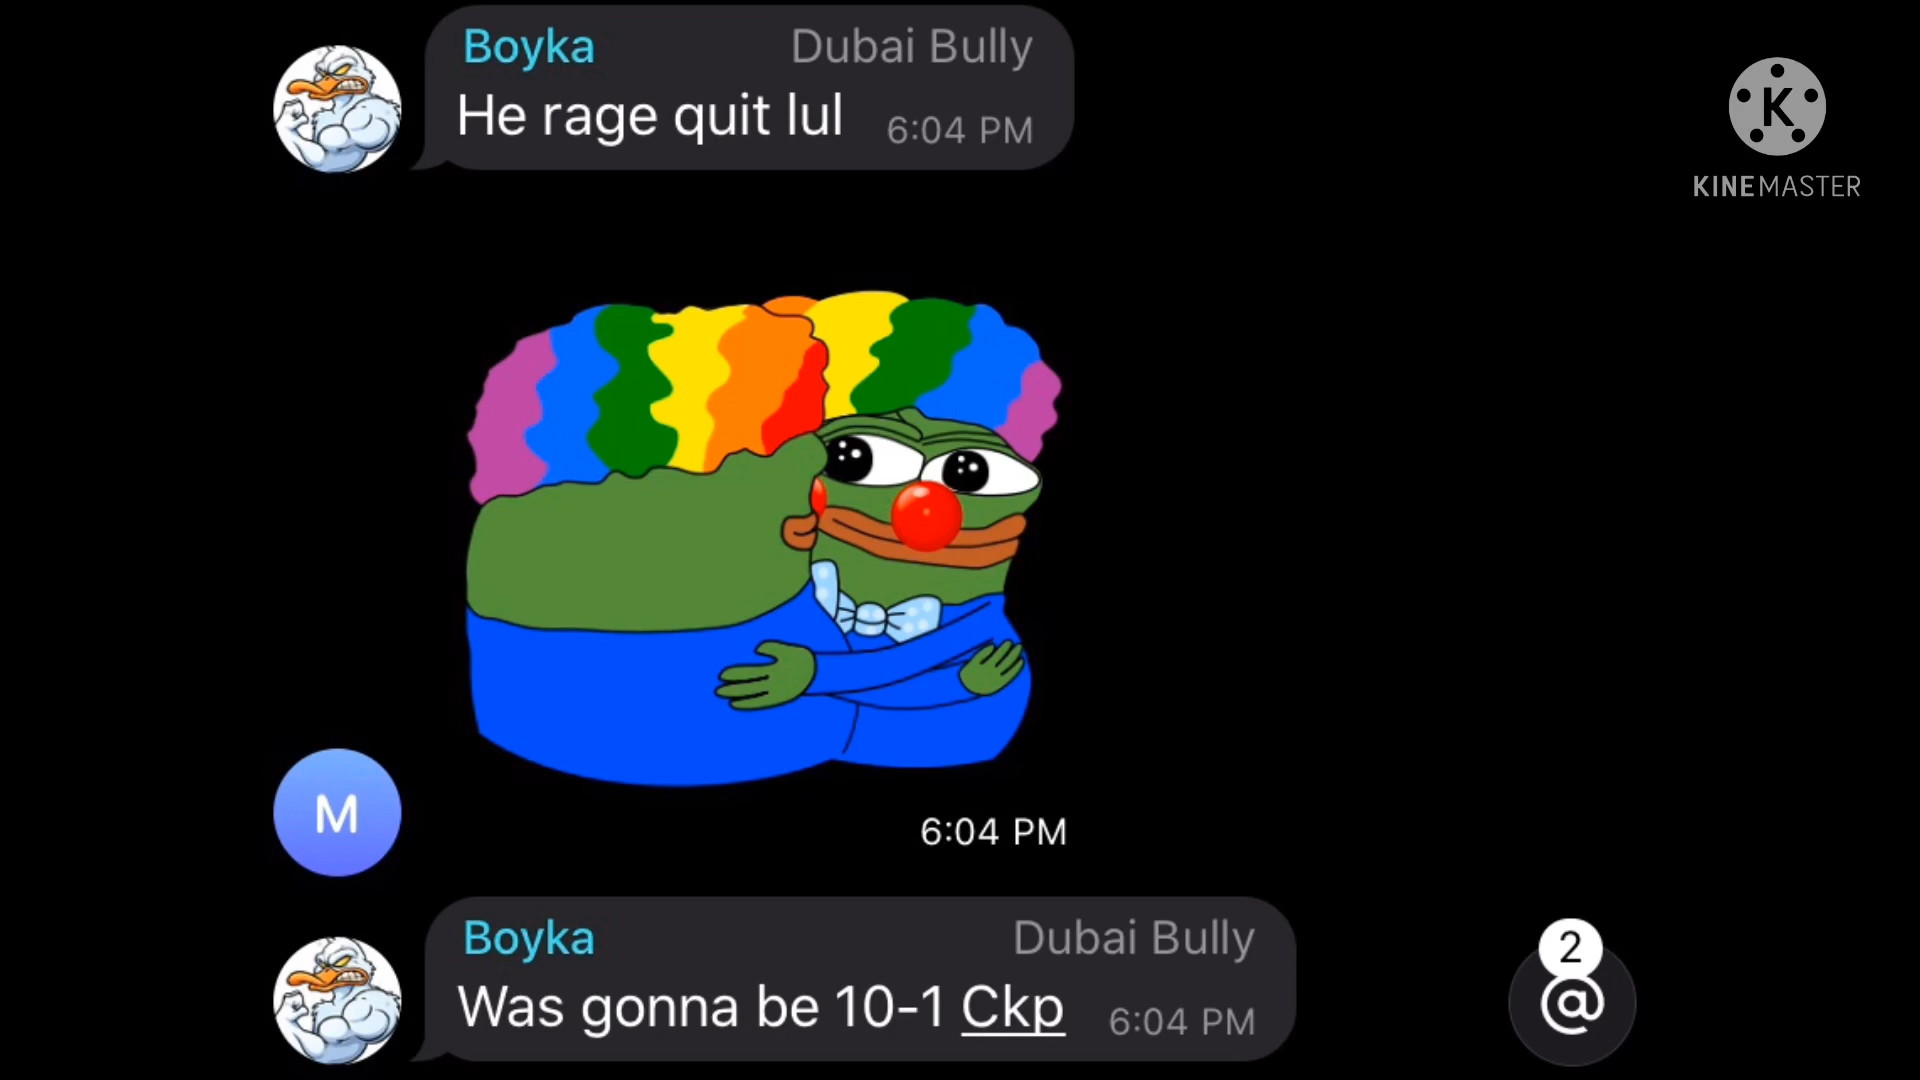 Boyka Dubai Bully
He rage quit lul 6:04 PM
K
KINEMASTER
M
6:04 PM
Boyka Dubai Bully
Was gonna be 10-1 Ckp 6:04 PM
2
@